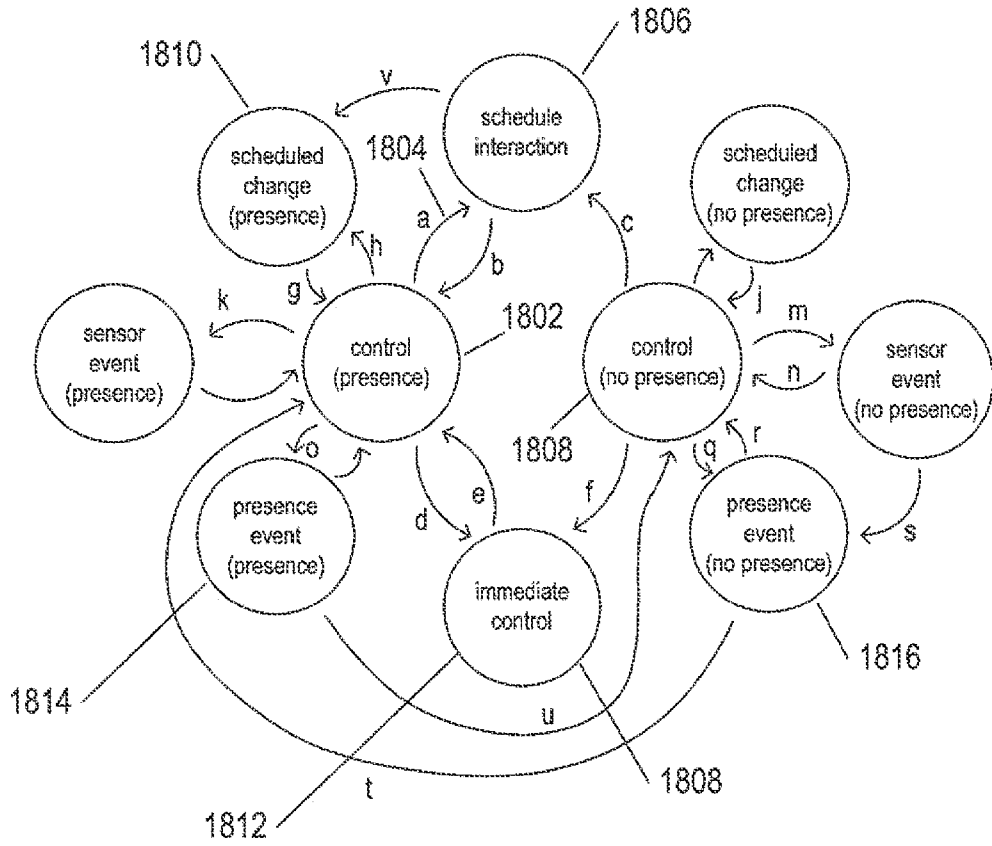 1806
1810
v
schedule
interaction
1804
scheduled
change
(presence)
scheduled
change
(no presence)
a
c
h
b
g
j
k
1802
m
sensor
event
(presence)
control
(presence)
control
(no presence)
sensor
event
(no presence)
n
1808
o
q
r
e
f
d
s
presence
event
(presence)
presence
event
(no presence)
immediate
control
1816
1814
u
t
1808
1812